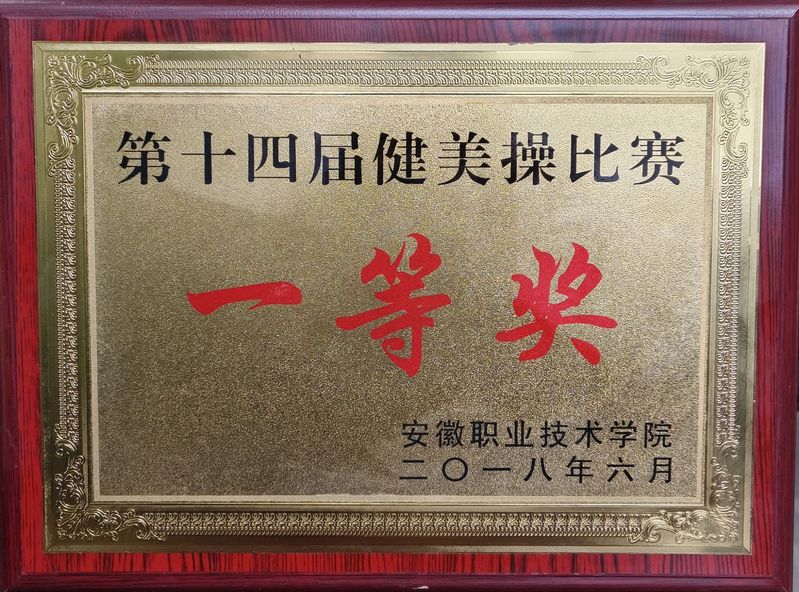 第十四届健美操比赛
一等奖
安徽职业技术学院
二〇一八年六月